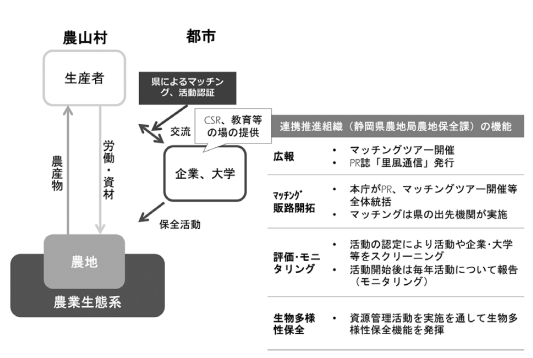 農山村
都市
生産者
県によるマッチン
グ、活動認証
CSR、教育等
の場の提供
交流
企業、大学
労働・資材
農産物
保全活動
農地
農業生態系
連携推進組織（静岡県農地局農地保全課）の機能
広報
• マッチングツアー開催
• PR誌「里風通信」発行
ﾏｯﾁﾝｸﾞ
販路開拓
• 本庁がPR、マッチングツアー開催等
全体統括
• マッチングは県の出先機関が実施
評価・モニ
タリング
• 活動の認定により活動や企業・大学
等をスクリーニング
• 活動開始後は毎年活動について報告
（モニタリング）
生物多様
性保全
• 資源管理活動を実施を通して生物多
様性保全機能を発揮